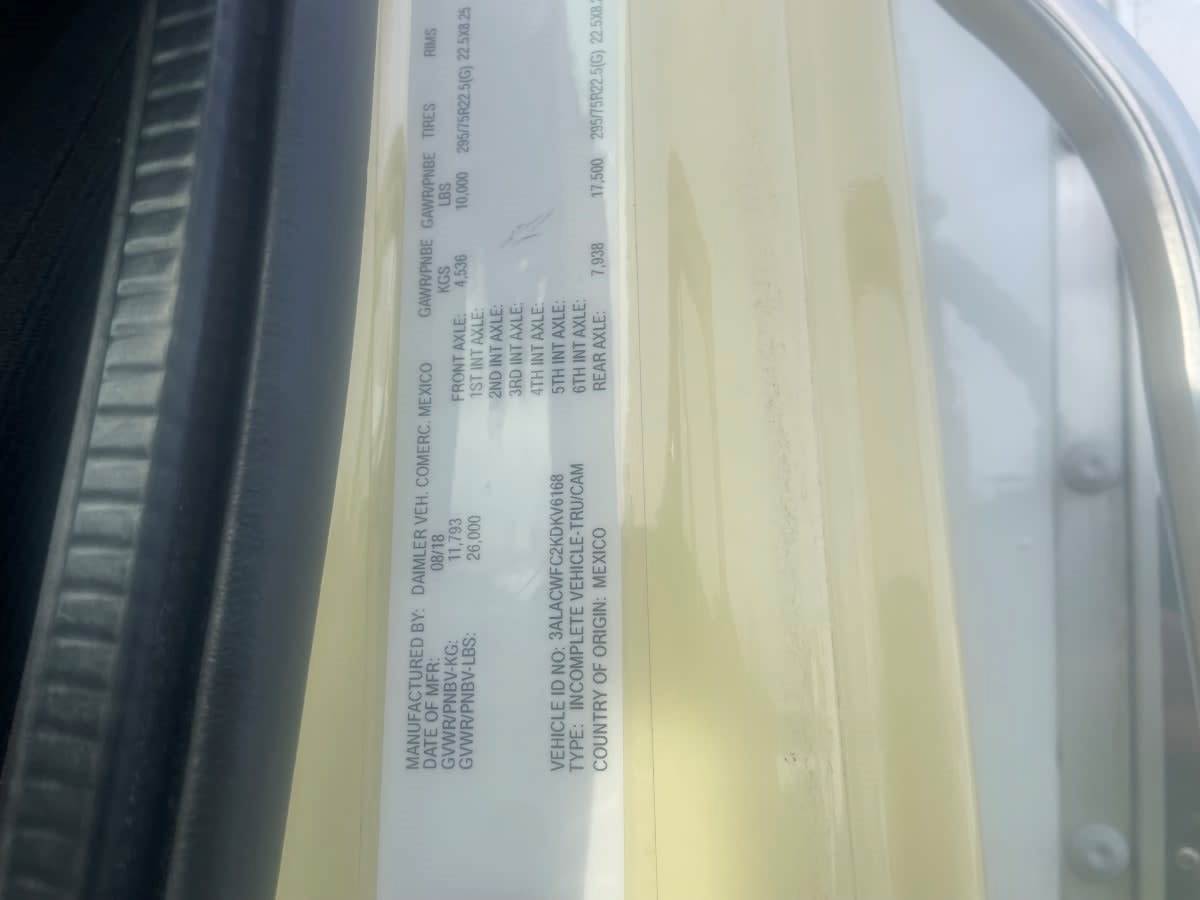 MANUFACTURED BY: DAIMLER VEH. COMERC. MEXICO
DATE OF MFR: 08/18
GVWR/PNBV-KG: 11,793
GVWR/PNBV-LBS: 26,000
GAWR/PNBE GAWR/PNBE TIRES RIMS
KGS LBS
FRONT AXLE: 4,536 10,000 295/75R22.5(G) 22.5X8.25
1ST INT AXLE:
2ND INT AXLE:
3RD INT AXLE:
4TH INT AXLE:
5TH INT AXLE:
6TH INT AXLE:
REAR AXLE: 7,938 17,500 295/75R22.5(G)
VEHICLE ID NO: 3ALACWFC2KDKV6168
TYPE: INCOMPLETE VEHICLE-TRU/CAM
COUNTRY OF ORIGIN: MEXICO